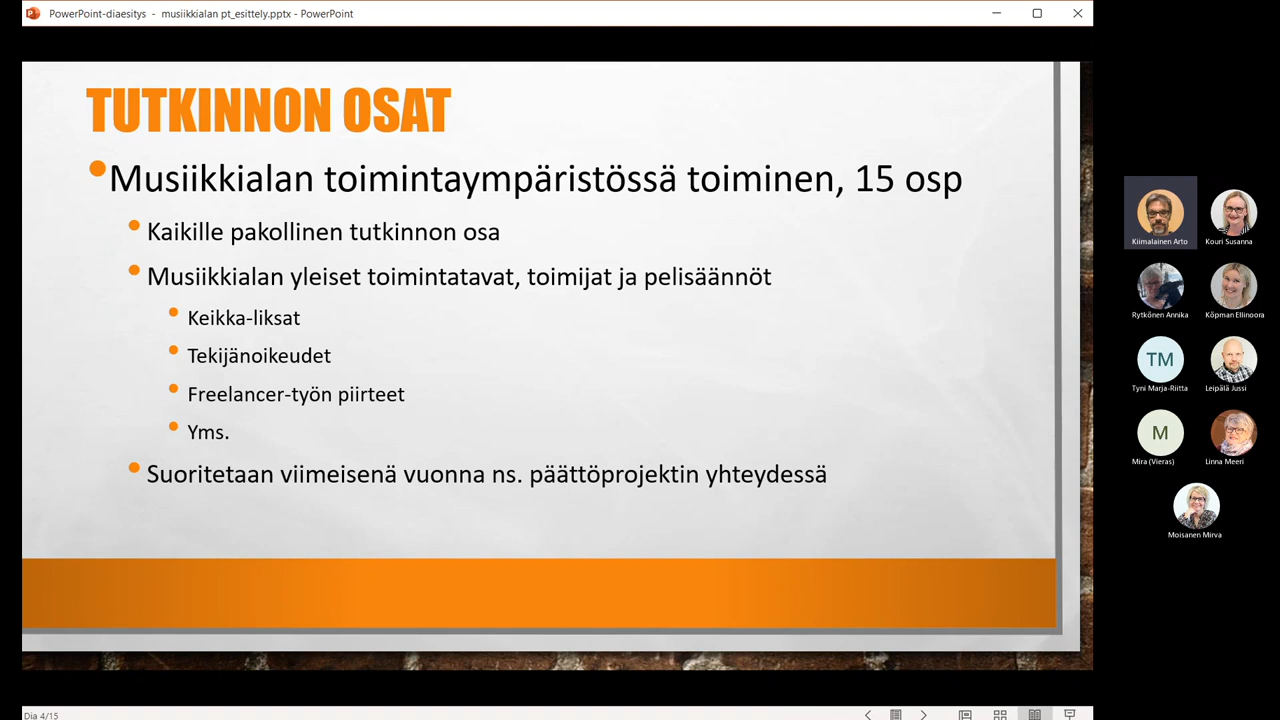 PowerPoint-diaesitys - musiikkialan pt_esittely.pptx - PowerPoint
TUTKINNON OSAT
Musiikkialan toimintaympäristössä toiminen, 15 osp
Kaikille pakollinen tutkinnon osa
Musiikkialan yleiset toimintatavat, toimijat ja pelisäännöt
Keikka-liksat
Tekijänoikeudet
Freelancer-työn piirteet
Yms.
Suoritetaan viimeisenä vuonna ns. päättöprojektin yhteydessä
Kiimalainen Arto
Kouri Susanna
Rytkönen Annika
Köpman Ellinoora
TM
Tyni Marja-Riitta
Leipälä Jussi
M
Mira (Vieras)
Linna Meeri
Moisanen Mirva
Dia 4/15